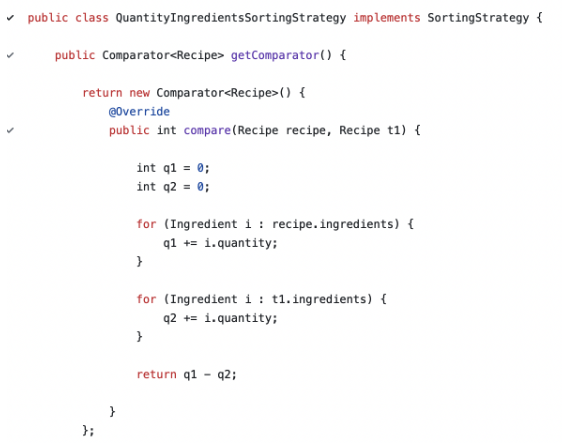 public class QuantityIngredientsSortingStrategy implements SortingStrategy {
public Comparator<Recipe> getComparator() {
return new Comparator<Recipe>() {
@Override
public int compare(Recipe recipe, Recipe t1) {
int q1 = 0;
int q2 = 0;
for (Ingredient i : recipe.ingredients) {
q1 += i.quantity;
}
for (Ingredient i : t1.ingredients) {
q2 += i.quantity;
}
return q1 - q2;
}
};